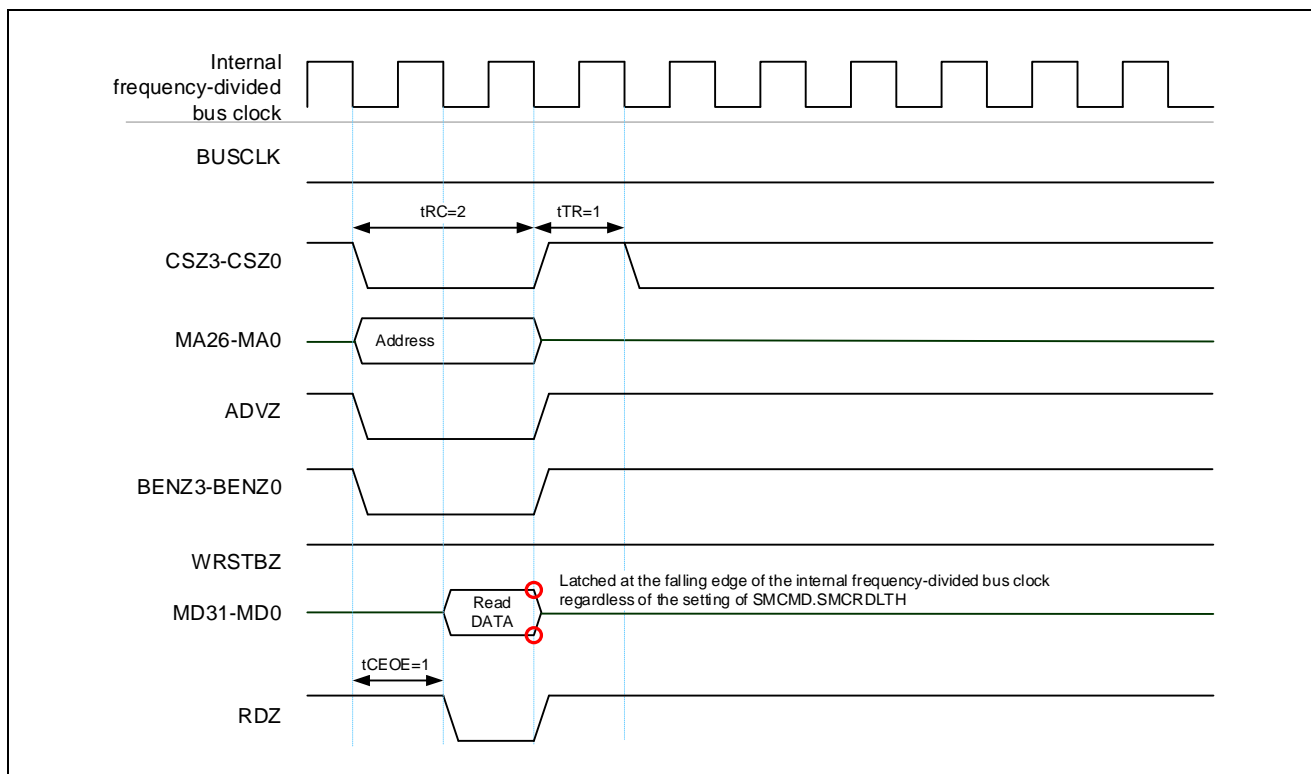 Internal
frequency-divided
bus clock
BUSCLK
tRC=2
tTR=1
CSZ3-CSZ0
MA26-MA0
Address
ADVZ
BENZ3-BENZ0
WRSTBZ
Latched at the falling edge of the internal frequency-divided bus clock
regardless of the setting of SMCMD.SMCRDLTH
MD31-MD0
Read
DATA
tCEOE=1
RDZ